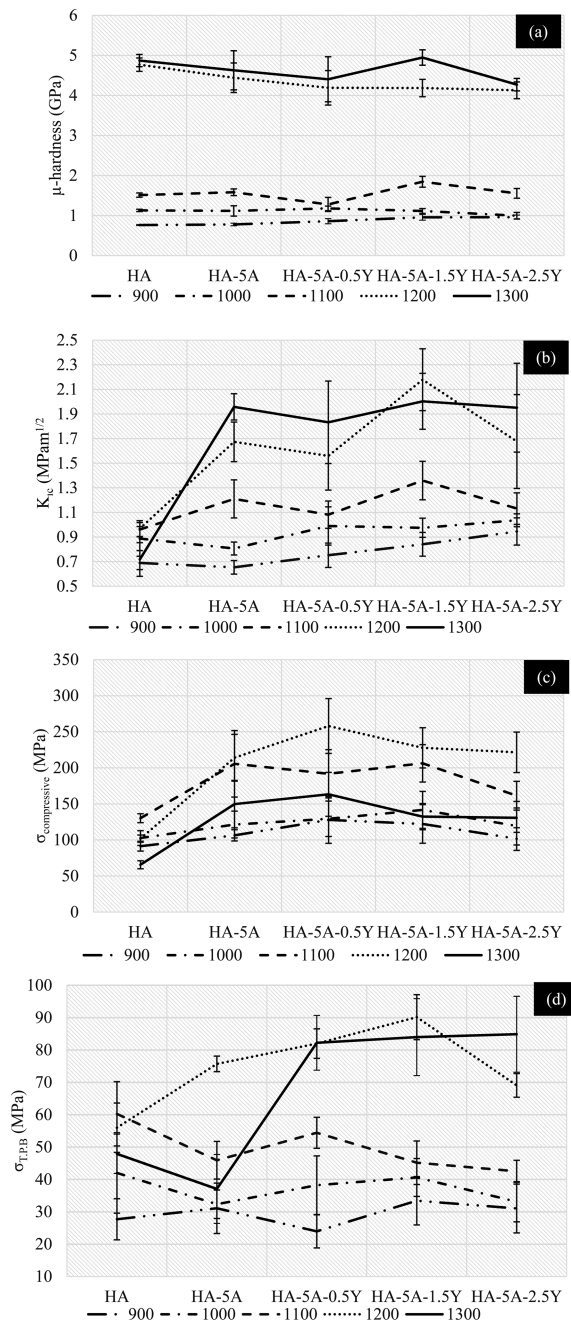 (a)
μ-hardness (GPa)
6
5
4
3
2
1
0
HA HA-5A HA-5A-0.5Y HA-5A-1.5Y HA-5A-2.5Y
900 1000 1100 1200 1300
(b)
K_IC (MPam^1/2)
2.5
2.3
2.1
1.9
1.7
1.5
1.3
1.1
0.9
0.7
0.5
HA HA-5A HA-5A-0.5Y HA-5A-1.5Y HA-5A-2.5Y
900 1000 1100 1200 1300
(c)
σcompressive (MPa)
350
300
250
200
150
100
50
0
HA HA-5A HA-5A-0.5Y HA-5A-1.5Y HA-5A-2.5Y
900 1000 1100 1200 1300
(d)
σT.P.B (MPa)
100
90
80
70
60
50
40
30
20
10
HA HA-5A HA-5A-0.5Y HA-5A-1.5Y HA-5A-2.5Y
900 1000 1100 1200 1300